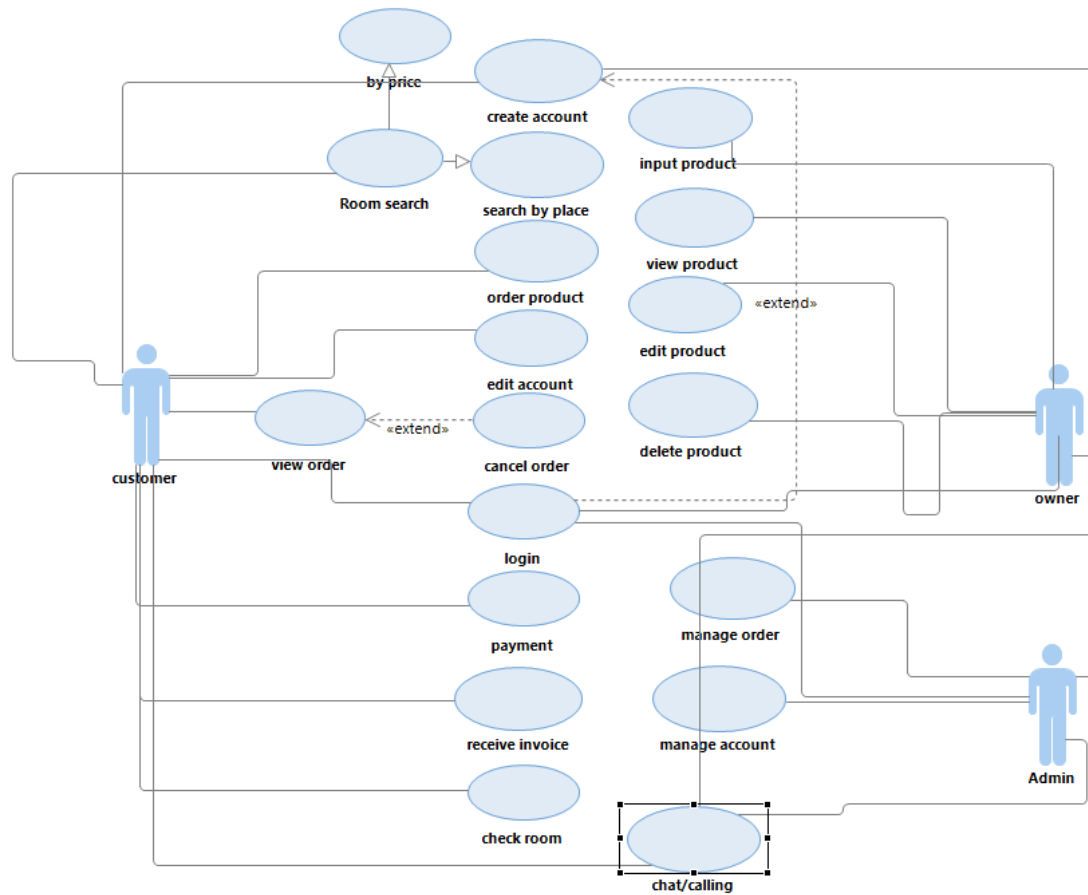 by price
create account
input product
Room search
search by place
view product
order product
«extend»
edit product
edit account
«extend»
view order
cancel order
delete product
customer
owner
login
manage order
payment
receive invoice
manage account
Admin
check room
chat/calling